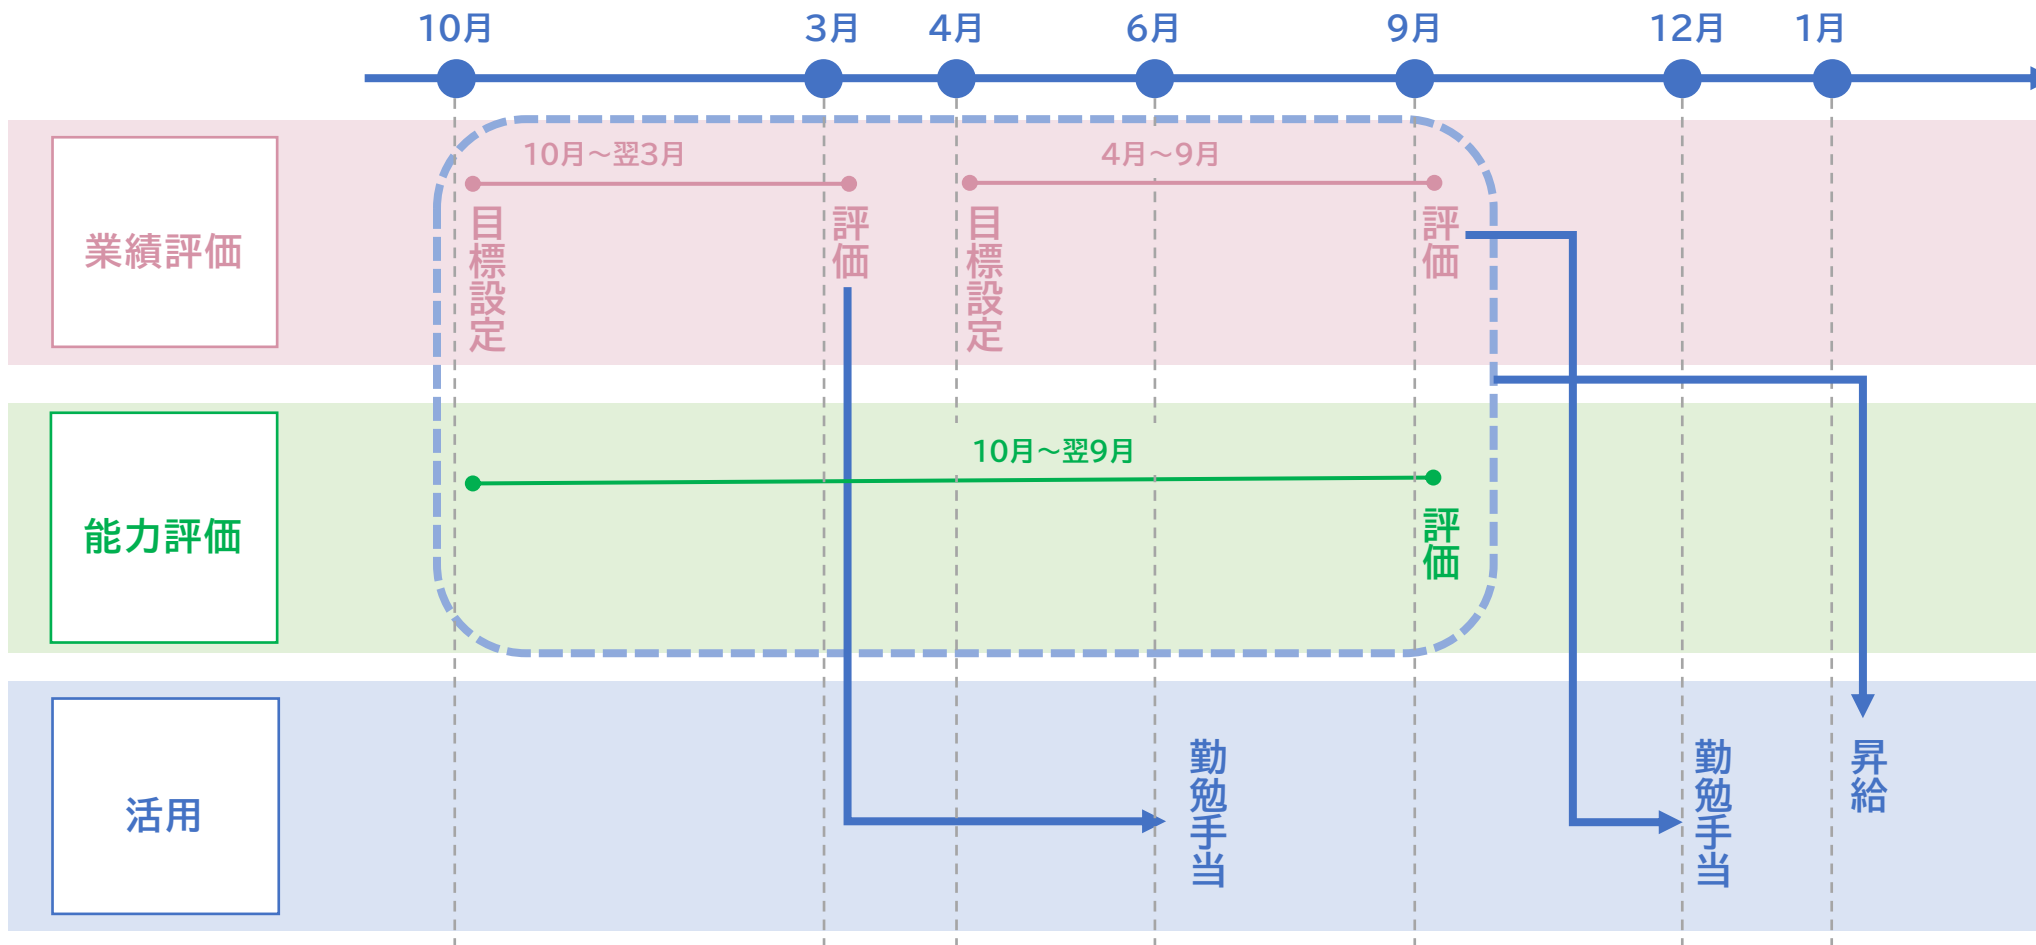 10月
3月
4月
6月
9月
12月
1月
業績評価
10月～翌3月
4月～9月
目標設定
評価
目標設定
評価
能力評価
10月～翌9月
評価
活用
勤勉手当
勤勉手当
昇給